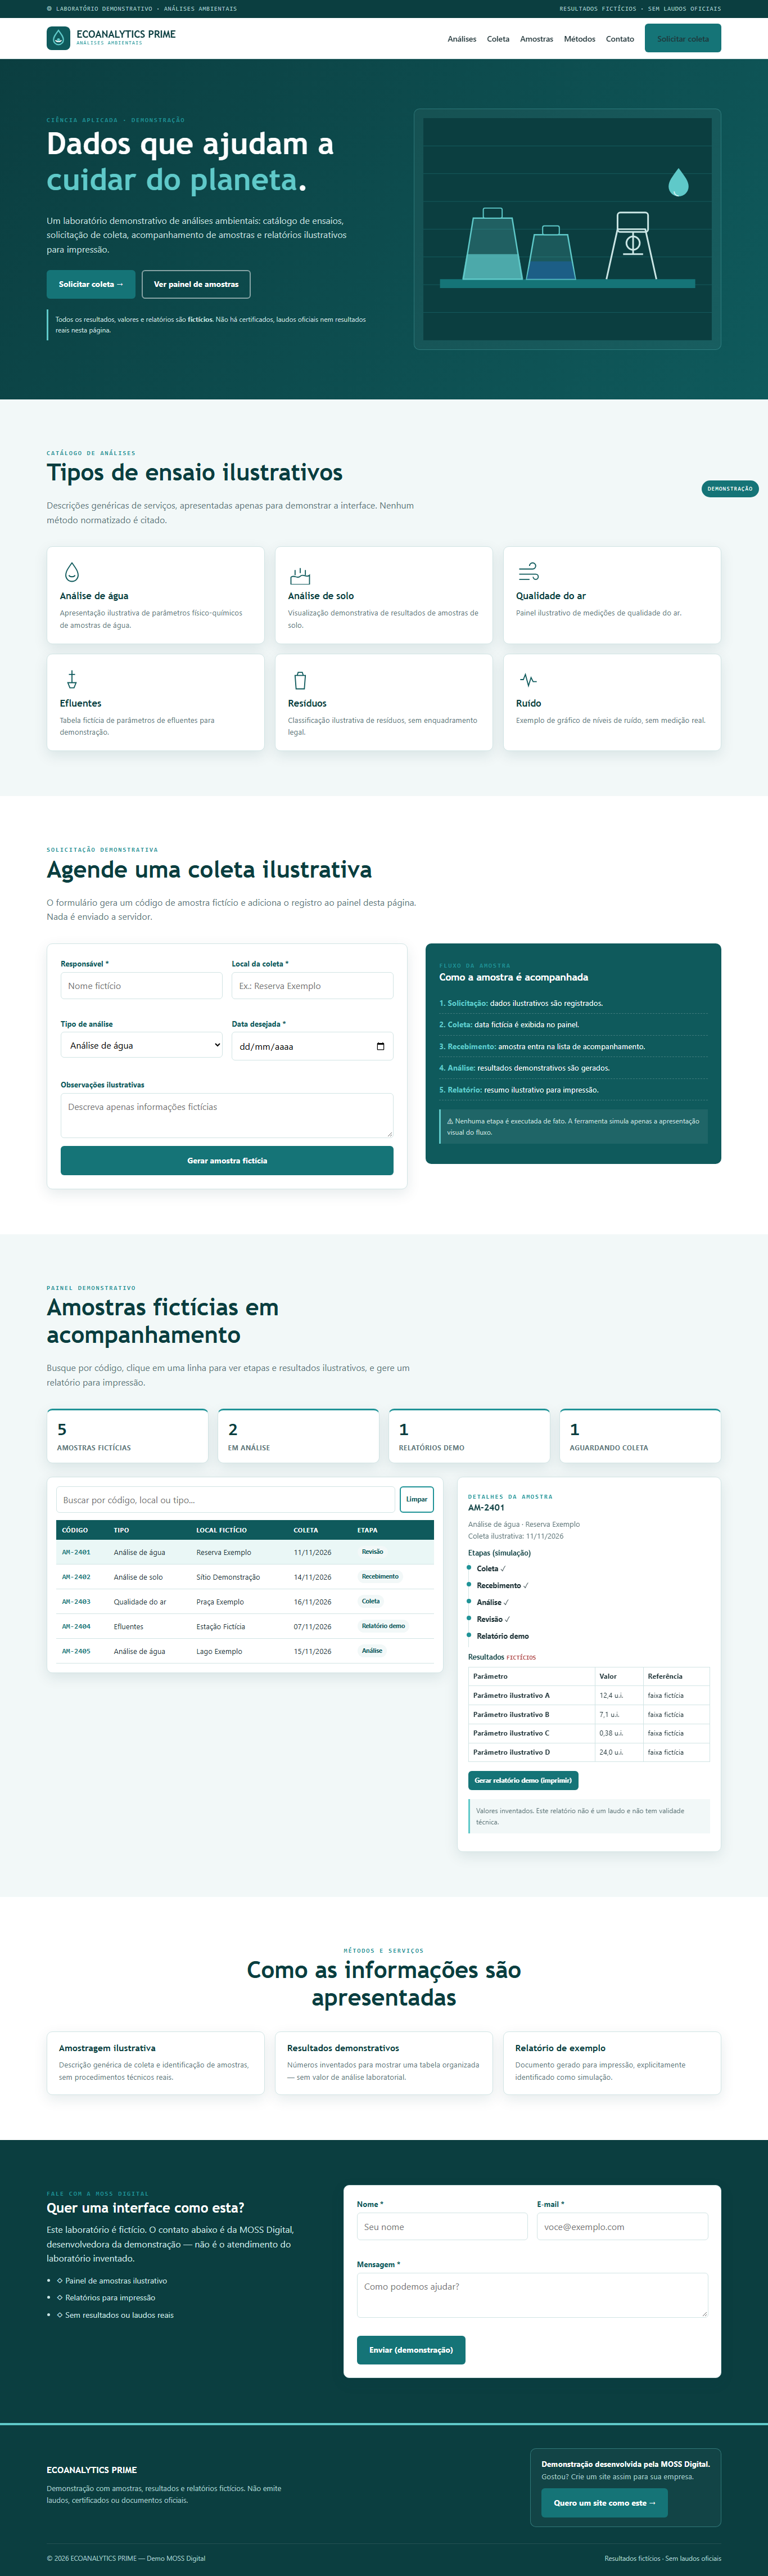 LABORATÓRIO DEMONSTRATIVO · ANÁLISES AMBIENTAIS
RESULTADOS FICTÍCIOS · SEM LAUDOS OFICIAIS
ECOANALYTICS PRIME
ANÁLISES AMBIENTAIS
Análises
Coleta
Amostras
Métodos
Contato
Solicitar coleta
CIÊNCIA APLICADA · DEMONSTRAÇÃO
Dados que ajudam a
cuidar do planeta.
Um laboratório demonstrativo de análises ambientais: catálogo de ensaios,
solicitação de coleta, acompanhamento de amostras e relatórios ilustrativos
para impressão.
Solicitar coleta →
Ver painel de amostras
Todos os resultados, valores e relatórios são fictícios. Não há certificados, laudos oficiais nem resultados
reais nesta página.
CATÁLOGO DE ANÁLISES
Tipos de ensaio ilustrativos
DEMONSTRAÇÃO
Descrições genéricas de serviços, apresentadas apenas para demonstrar a interface. Nenhum
método normatizado é citado.
Análise de água
Apresentação ilustrativa de parâmetros físico-químicos
de amostras de água.
Análise de solo
Visualização demonstrativa de resultados de amostras de
solo.
Qualidade do ar
Painel ilustrativo de medições de qualidade do ar.
Efluentes
Tabela fictícia de parâmetros de efluentes para
demonstração.
Resíduos
Classificação ilustrativa de resíduos, sem enquadramento
legal.
Ruído
Exemplo de gráfico de níveis de ruído, sem medição real.
SOLICITAÇÃO DEMONSTRATIVA
Agende uma coleta ilustrativa
O formulário gera um código de amostra fictício e adiciona o registro ao painel desta página.
Nada é enviado a servidor.
Responsável *
Local da coleta *
Nome fictício
Ex.: Reserva Exemplo
Tipo de análise
Data desejada *
Análise de água
dd/mm/aaaa
Observações ilustrativas
Descreva apenas informações fictícias
Gerar amostra fictícia
FLUXO DA AMOSTRA
Como a amostra é acompanhada
1. Solicitação: dados ilustrativos são registrados.
2. Coleta: data fictícia é exibida no painel.
3. Recebimento: amostra entra na lista de acompanhamento.
4. Análise: resultados demonstrativos são gerados.
5. Relatório: resumo ilustrativo para impressão.
⚠ Nenhuma etapa é executada de fato. A ferramenta simula apenas a apresentação
visual do fluxo.
PAINEL DEMONSTRATIVO
Amostras fictícias em
acompanhamento
Busque por código, clique em uma linha para ver etapas e resultados ilustrativos, e gere um
relatório para impressão.
5
AMOSTRAS FICTÍCIAS
2
EM ANÁLISE
1
RELATÓRIOS DEMO
1
AGUARDANDO COLETA
Buscar por código, local ou tipo...
Limpar
CÓDIGO TIPO LOCAL FICTÍCIO COLETA ETAPA
AM-2401 Análise de água Reserva Exemplo 11/11/2026 Revisão
AM-2402 Análise de solo Sítio Demonstração 14/11/2026 Recebimento
AM-2403 Qualidade do ar Praça Exemplo 16/11/2026 Coleta
AM-2404 Efluentes Estação Fictícia 07/11/2026 Relatório demo
AM-2405 Análise de água Lago Exemplo 15/11/2026 Análise
DETALHES DA AMOSTRA
AM-2401
Análise de água · Reserva Exemplo
Coleta ilustrativa: 11/11/2026
Etapas (simulação)
Coleta ✓
Recebimento ✓
Análise ✓
Revisão ✓
Relatório demo
Resultados FICTÍCIOS
Parâmetro Valor Referência
Parâmetro ilustrativo A 12,4 u.i. faixa fictícia
Parâmetro ilustrativo B 7,1 u.i. faixa fictícia
Parâmetro ilustrativo C 0,38 u.i. faixa fictícia
Parâmetro ilustrativo D 24,0 u.i. faixa fictícia
Gerar relatório demo (imprimir)
Valores inventados. Este relatório não é um laudo e não tem validade
técnica.
MÉTODOS E SERVIÇOS
Como as informações são
apresentadas
Amostragem ilustrativa
Descrição genérica de coleta e identificação de amostras,
sem procedimentos técnicos reais.
Resultados demonstrativos
Números inventados para mostrar uma tabela organizada
— sem valor de análise laboratorial.
Relatório de exemplo
Documento gerado para impressão, explicitamente
identificado como simulação.
FALE COM A MOSS DIGITAL
Quer uma interface como esta?
Este laboratório é fictício. O contato abaixo é da MOSS Digital,
desenvolvedora da demonstração — não é o atendimento do
laboratório inventado.
• ◇ Painel de amostras ilustrativo
• ◇ Relatórios para impressão
• ◇ Sem resultados ou laudos reais
Nome *
E-mail *
Seu nome
voce@exemplo.com
Mensagem *
Como podemos ajudar?
Enviar (demonstração)
ECOANALYTICS PRIME
Demonstração com amostras, resultados e relatórios fictícios. Não emite
laudos, certificados ou documentos oficiais.
Demonstração desenvolvida pela MOSS Digital.
Gostou? Crie um site assim para sua empresa.
Quero um site como este →
© 2026 ECOANALYTICS PRIME — Demo MOSS Digital
Resultados fictícios · Sem laudos oficiais